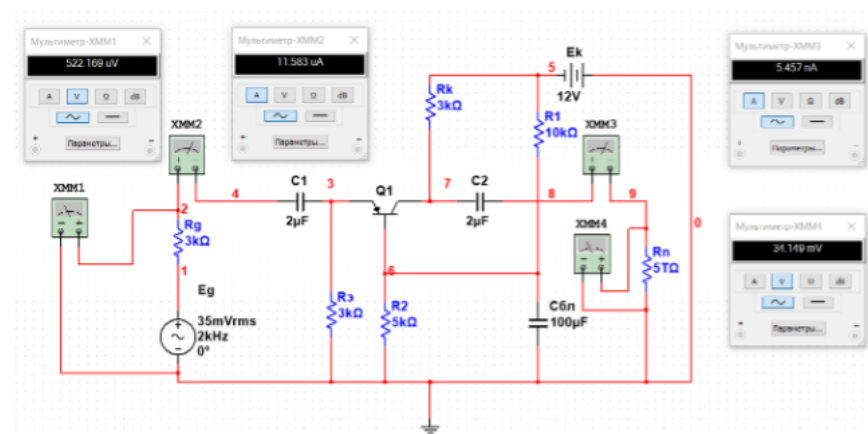 Мультиметр-XMM1
522.169 uV
A V Ω dB
Параметры...
Мультиметр-XMM2
11.583 uA
A V Ω dB
Параметры...
Мультиметр-XMM3
5.457 nA
A V Ω dB
Параметры...
Мультиметр-XMM4
34.149 mV
A V Ω dB
Параметры...
XMM1
XMM2
XMM3
XMM4
Ek
12V
5
Rk
3kΩ
R1
10kΩ
C1
2µF
4
3
Q1
7
C2
2µF
8
9
0
2
Rg
3kΩ
1
6
Rн
5TΩ
Eg
35mVrms
2kHz
0°
Rэ
3kΩ
R2
5kΩ
Сбл
100µF